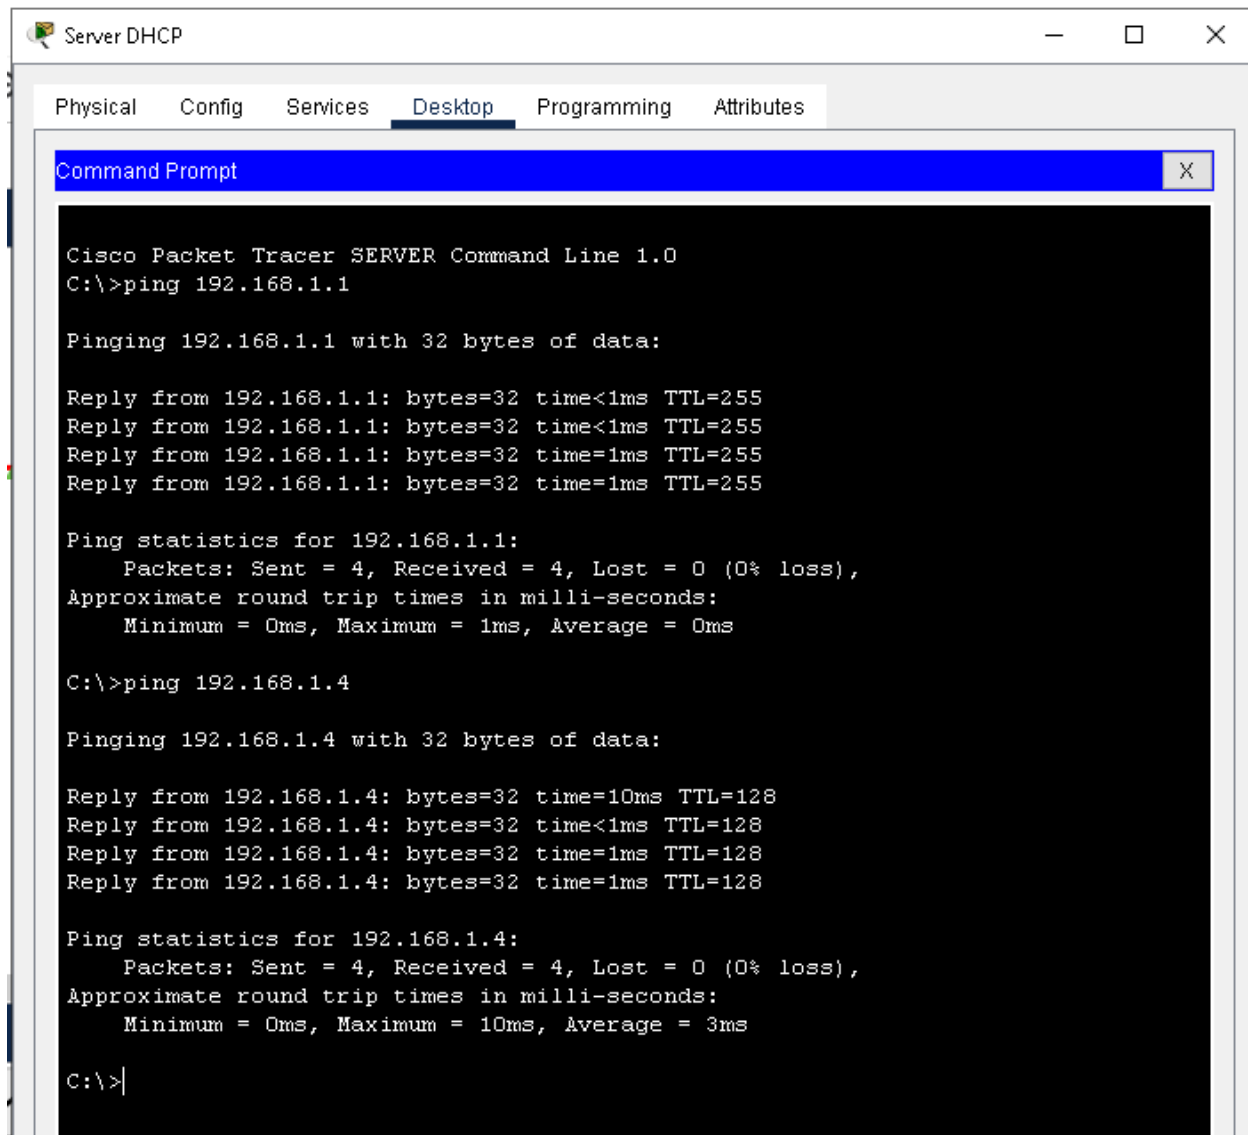 Server DHCP
Physical Config Services Desktop Programming Attributes
Command Prompt X
Cisco Packet Tracer SERVER Command Line 1.0
C:\>ping 192.168.1.1
Pinging 192.168.1.1 with 32 bytes of data:
Reply from 192.168.1.1: bytes=32 time<1ms TTL=255
Reply from 192.168.1.1: bytes=32 time<1ms TTL=255
Reply from 192.168.1.1: bytes=32 time=1ms TTL=255
Reply from 192.168.1.1: bytes=32 time=1ms TTL=255
Ping statistics for 192.168.1.1:
Packets: Sent = 4, Received = 4, Lost = 0 (0% loss),
Approximate round trip times in milli-seconds:
Minimum = 0ms, Maximum = 1ms, Average = 0ms
C:\>ping 192.168.1.4
Pinging 192.168.1.4 with 32 bytes of data:
Reply from 192.168.1.4: bytes=32 time=10ms TTL=128
Reply from 192.168.1.4: bytes=32 time<1ms TTL=128
Reply from 192.168.1.4: bytes=32 time=1ms TTL=128
Reply from 192.168.1.4: bytes=32 time=1ms TTL=128
Ping statistics for 192.168.1.4:
Packets: Sent = 4, Received = 4, Lost = 0 (0% loss),
Approximate round trip times in milli-seconds:
Minimum = 0ms, Maximum = 10ms, Average = 3ms
C:\>